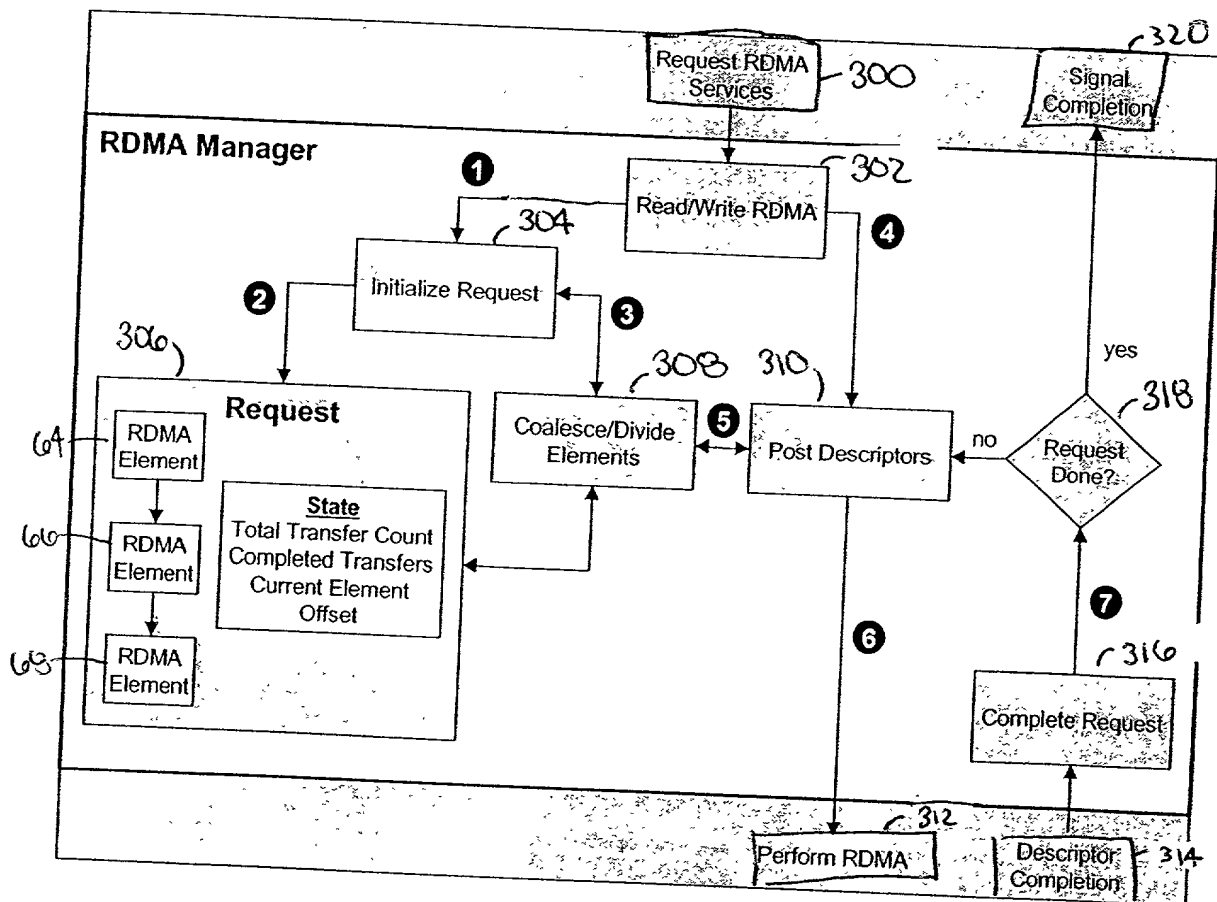 Request RDMA
Services
300
Signal
Completion
320
RDMA Manager
1
Read/Write RDMA
302
4
304
Initialize Request
2
3
306
Request
64
RDMA
Element
66
RDMA
Element
68
RDMA
Element
State
Total Transfer Count
Completed Transfers
Current Element
Offset
308
Coalesce/Divide
Elements
5
310
Post Descriptors
no
yes
318
Request
Done?
6
7
316
Complete Request
312
Perform RDMA
Descriptor
Completion
314